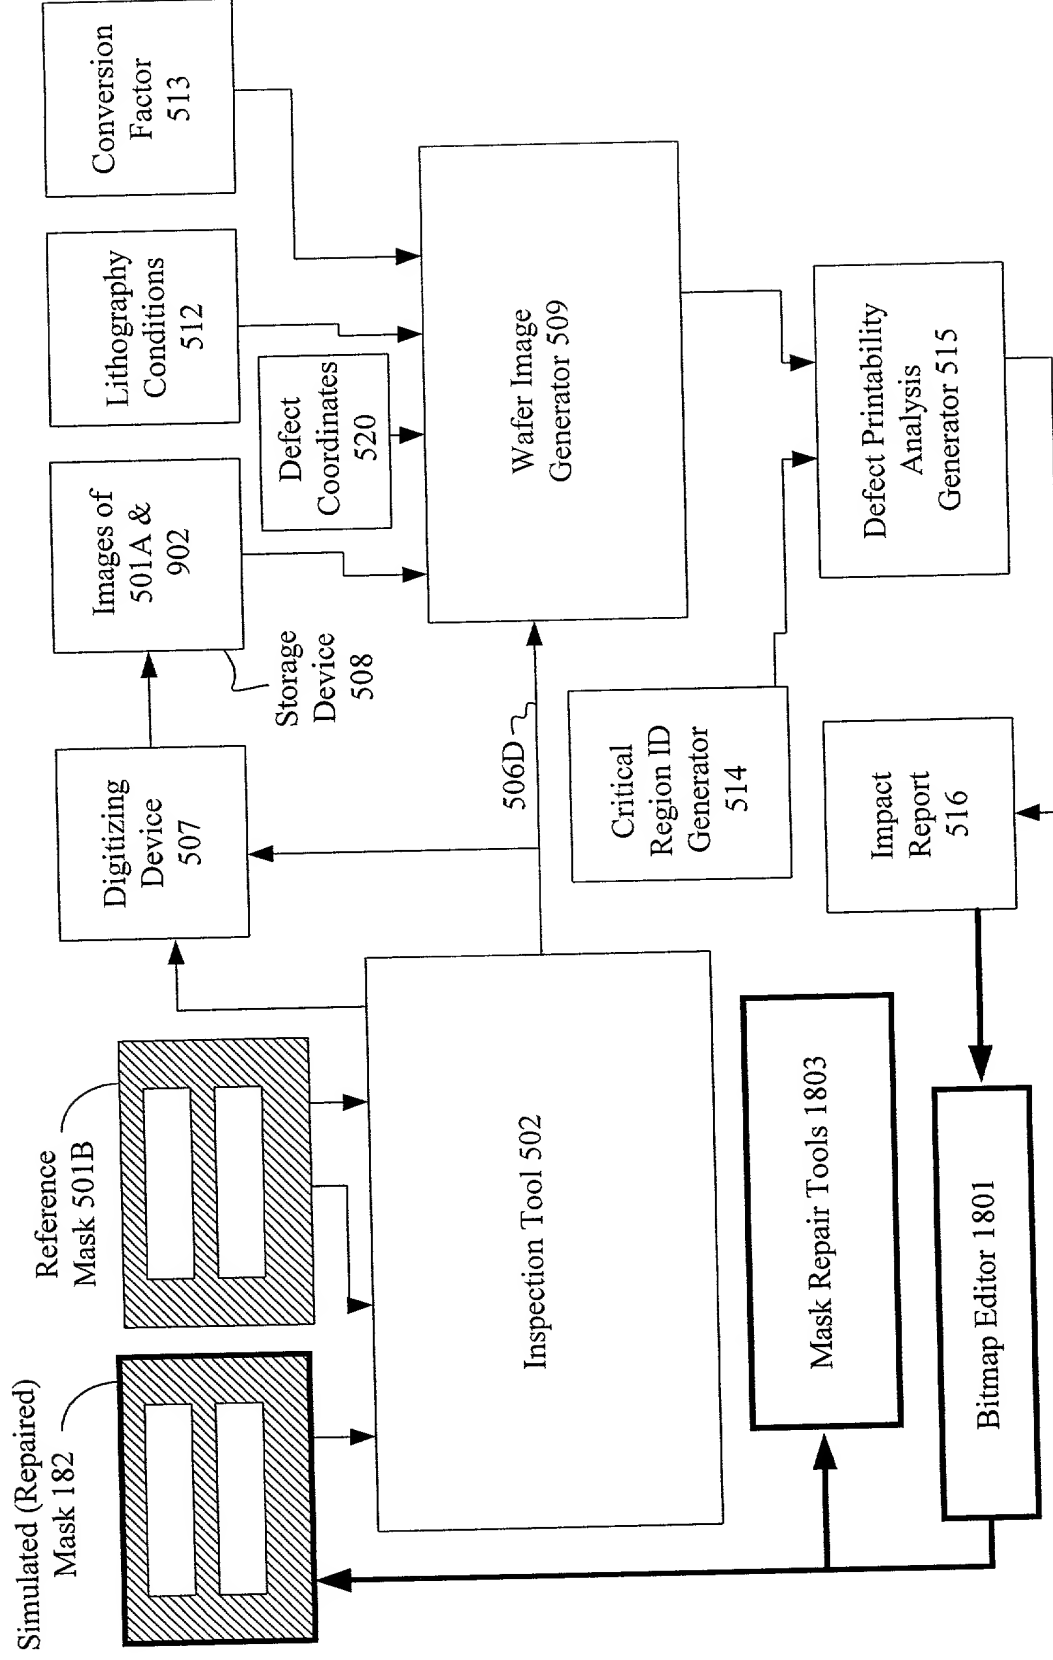 Simulated (Repaired)
Mask 182
Reference
Mask 501B
Digitizing
Device
507
Images of
501A &
902
Storage
Device
508
Lithography
Conditions
512
Conversion
Factor
513
Defect
Coordinates
520
Inspection Tool 502
506D
Wafer Image
Generator 509
Critical
Region ID
Generator
514
Mask Repair Tools 1803
Defect Printability
Analysis
Generator 515
Impact
Report
516
Bitmap Editor 1801